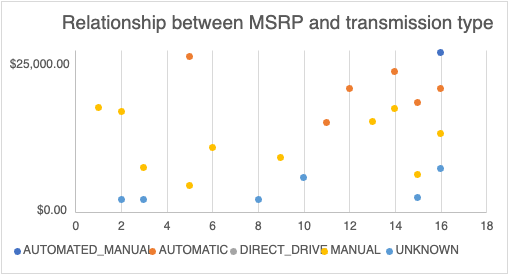 Relationship between MSRP and transmission type
$25,000.00
$0.00
0 2 4 6 8 10 12 14 16 18
AUTOMATED_MANUAL AUTOMATIC DIRECT_DRIVE MANUAL UNKNOWN